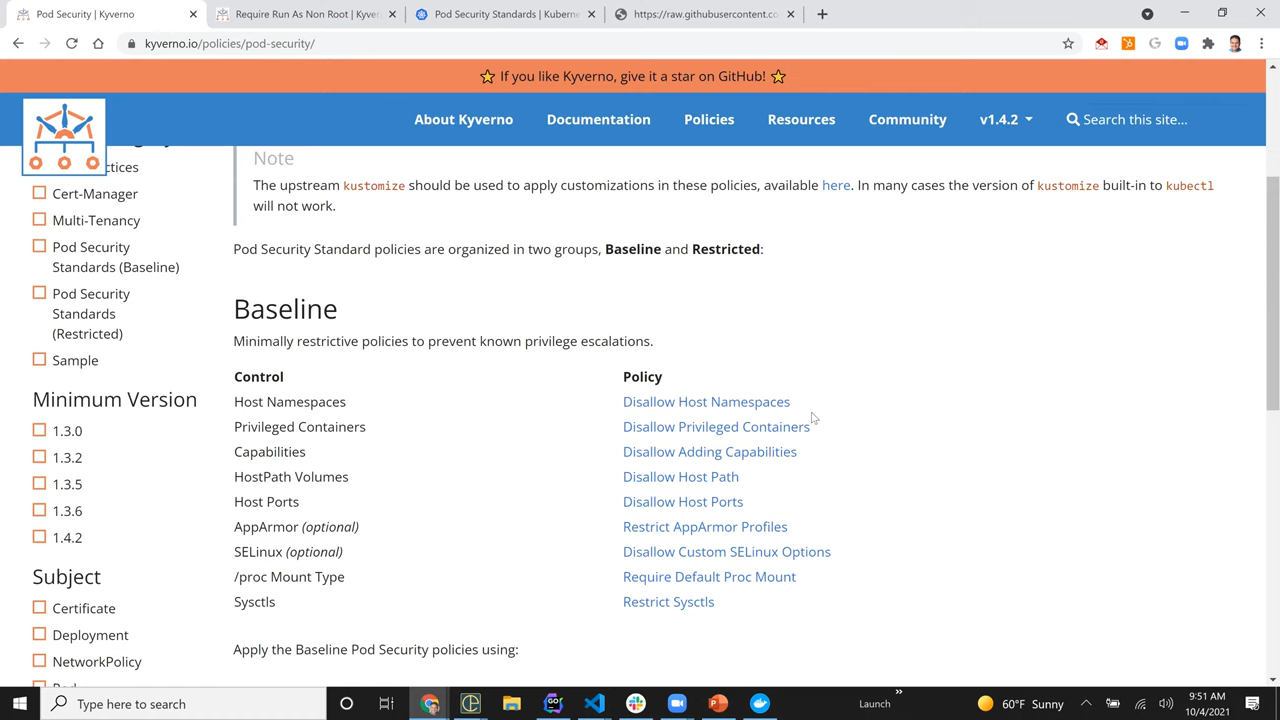 Pod Security | Kyverno
Require Run As Non Root | Kyver
Pod Security Standards | Kuberne
https://raw.githubusercontent.co
kyverno.io/policies/pod-security/
If you like Kyverno, give it a star on GitHub!
About Kyverno
Documentation
Policies
Resources
Community
v1.4.2
Search this site...
Note
The upstream kustomize should be used to apply customizations in these policies, available here. In many cases the version of kustomize built-in to kubectl
will not work.
Pod Security Standard policies are organized in two groups, Baseline and Restricted:
Baseline
Minimally restrictive policies to prevent known privilege escalations.
Control Policy
Host Namespaces Disallow Host Namespaces
Privileged Containers Disallow Privileged Containers
Capabilities Disallow Adding Capabilities
HostPath Volumes Disallow Host Path
Host Ports Disallow Host Ports
AppArmor (optional) Restrict AppArmor Profiles
SELinux (optional) Disallow Custom SELinux Options
/proc Mount Type Require Default Proc Mount
Sysctls Restrict Sysctls
Apply the Baseline Pod Security policies using:
ctices
Cert-Manager
Multi-Tenancy
Pod Security
Standards (Baseline)
Pod Security
Standards
(Restricted)
Sample
Minimum Version
1.3.0
1.3.2
1.3.5
1.3.6
1.4.2
Subject
Certificate
Deployment
NetworkPolicy
Type here to search
Launch
60°F Sunny
9:51 AM
10/4/2021